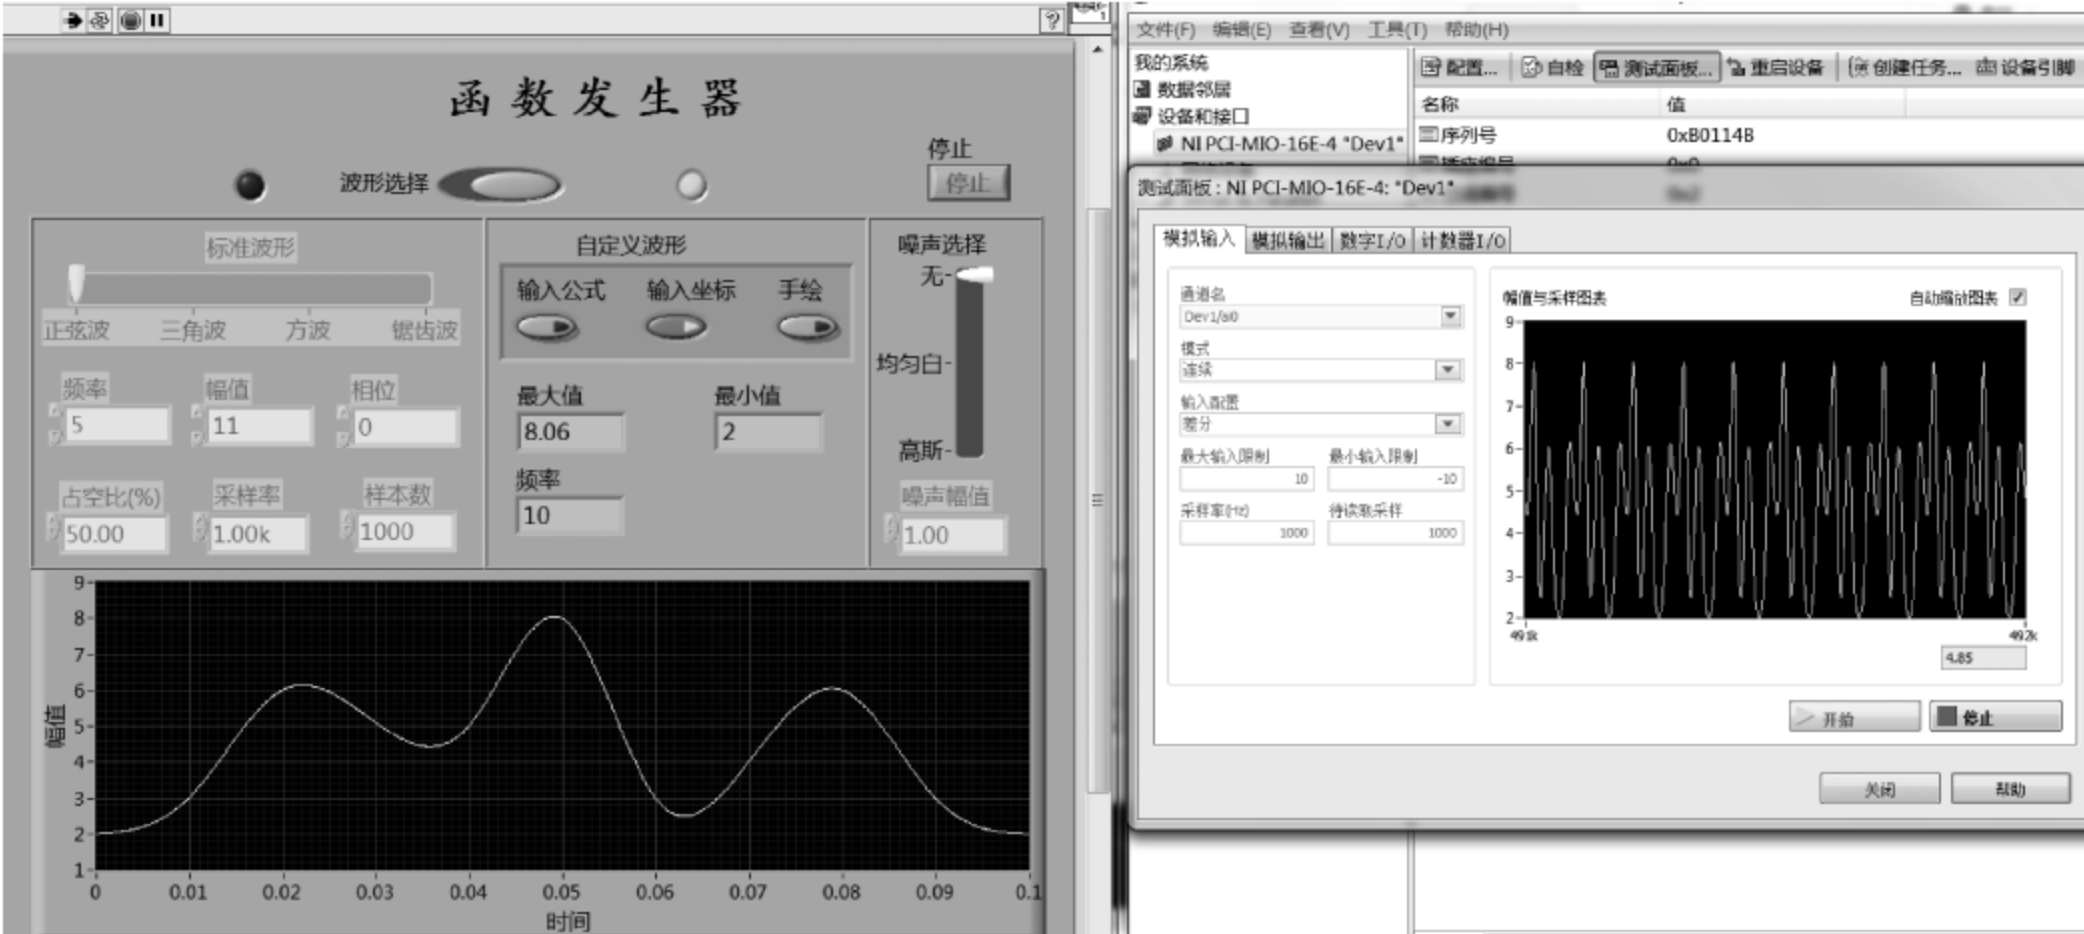 函数发生器
停止
波形选择
停止
标准波形
正弦波 三角波 方波 锯齿波
频率 幅值 相位
5 11 0
占空比(%) 采样率 样本数
50.00 1.00k 1000
自定义波形
输入公式 输入坐标 手绘
最大值 最小值
8.06 2
频率
10
噪声选择
无
均匀白
高斯
噪声幅值
1.00
9
8
7
6
5
4
3
2
1
幅值
0 0.01 0.02 0.03 0.04 0.05 0.06 0.07 0.08 0.09 0.1
时间
文件(F) 编辑(E) 查看(V) 工具(T) 帮助(H)
我的系统
数据邻居
设备和接口
NI PCI-MIO-16E-4 "Dev1"
配置... 自检 测试面板... 重启设备 创建任务... 设备引脚
名称 值
序列号 0xB0114B
测试面板 : NI PCI-MIO-16E-4: "Dev1"
模拟输入 模拟输出 数字I/O 计数器I/O
通道名
Dev1/ai0
模式
连续
输入配置
差分
最大输入限制 最小输入限制
10 -10
采样率(Hz) 待读取采样
1000 1000
幅值与采样图表 自动缩放图表
9
8
7
6
5
4
3
2
491k 492k
4.85
开始 停止
关闭 帮助